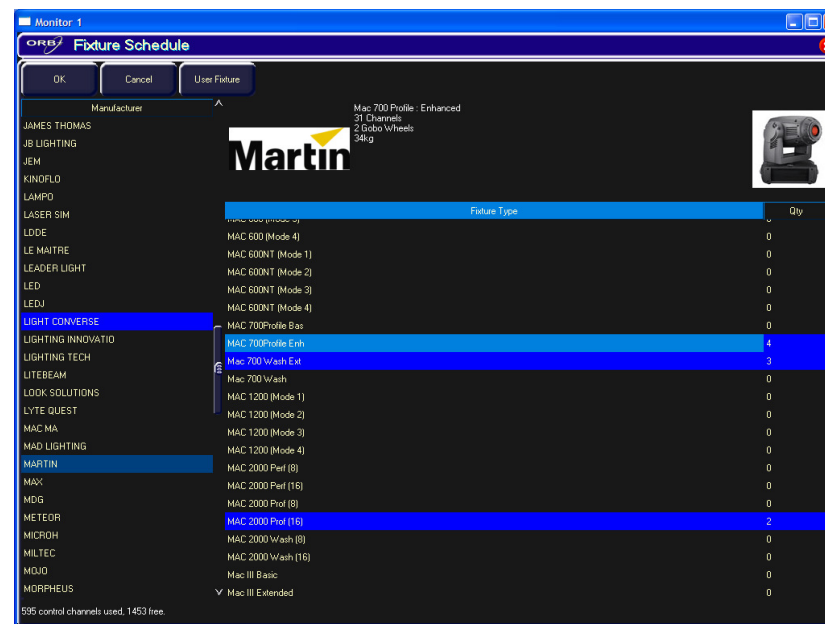 Monitor 1
ORB Fixture Schedule
OK
Cancel
User Fixture
Manufacturer
JAMES THOMAS
JB LIGHTING
JEM
KINOFLO
LAMPO
LASER SIM
LDDE
LE MAITRE
LEADER LIGHT
LED
LEDJ
LIGHT CONVERSE
LIGHTING INNOVATIO
LIGHTING TECH
LITEBEAM
LOOK SOLUTIONS
LYTE QUEST
MAC MA
MAD LIGHTING
MARTIN
MAX
MDG
METEOR
MICROH
MILTEC
MOJO
MORPHEUS
Martin
Mac 700 Profile : Enhanced
31 Channels
2 Gobo Wheels
34kg
Fixture Type Qty
MAC 600 (Mode 4) 0
MAC 600NT (Mode 1) 0
MAC 600NT (Mode 2) 0
MAC 600NT (Mode 3) 0
MAC 600NT (Mode 4) 0
MAC 700Profile Bas 0
MAC 700Profile Enh 4
Mac 700 Wash Ext 3
Mac 700 Wash 0
MAC 1200 (Mode 1) 0
MAC 1200 (Mode 2) 0
MAC 1200 (Mode 3) 0
MAC 1200 (Mode 4) 0
MAC 2000 Perf (8) 0
MAC 2000 Perf (16) 0
MAC 2000 Prof (8) 0
MAC 2000 Prof (16) 2
MAC 2000 Wash (8) 0
MAC 2000 Wash (16) 0
Mac III Basic 0
Mac III Extended 0
595 control channels used, 1453 free.